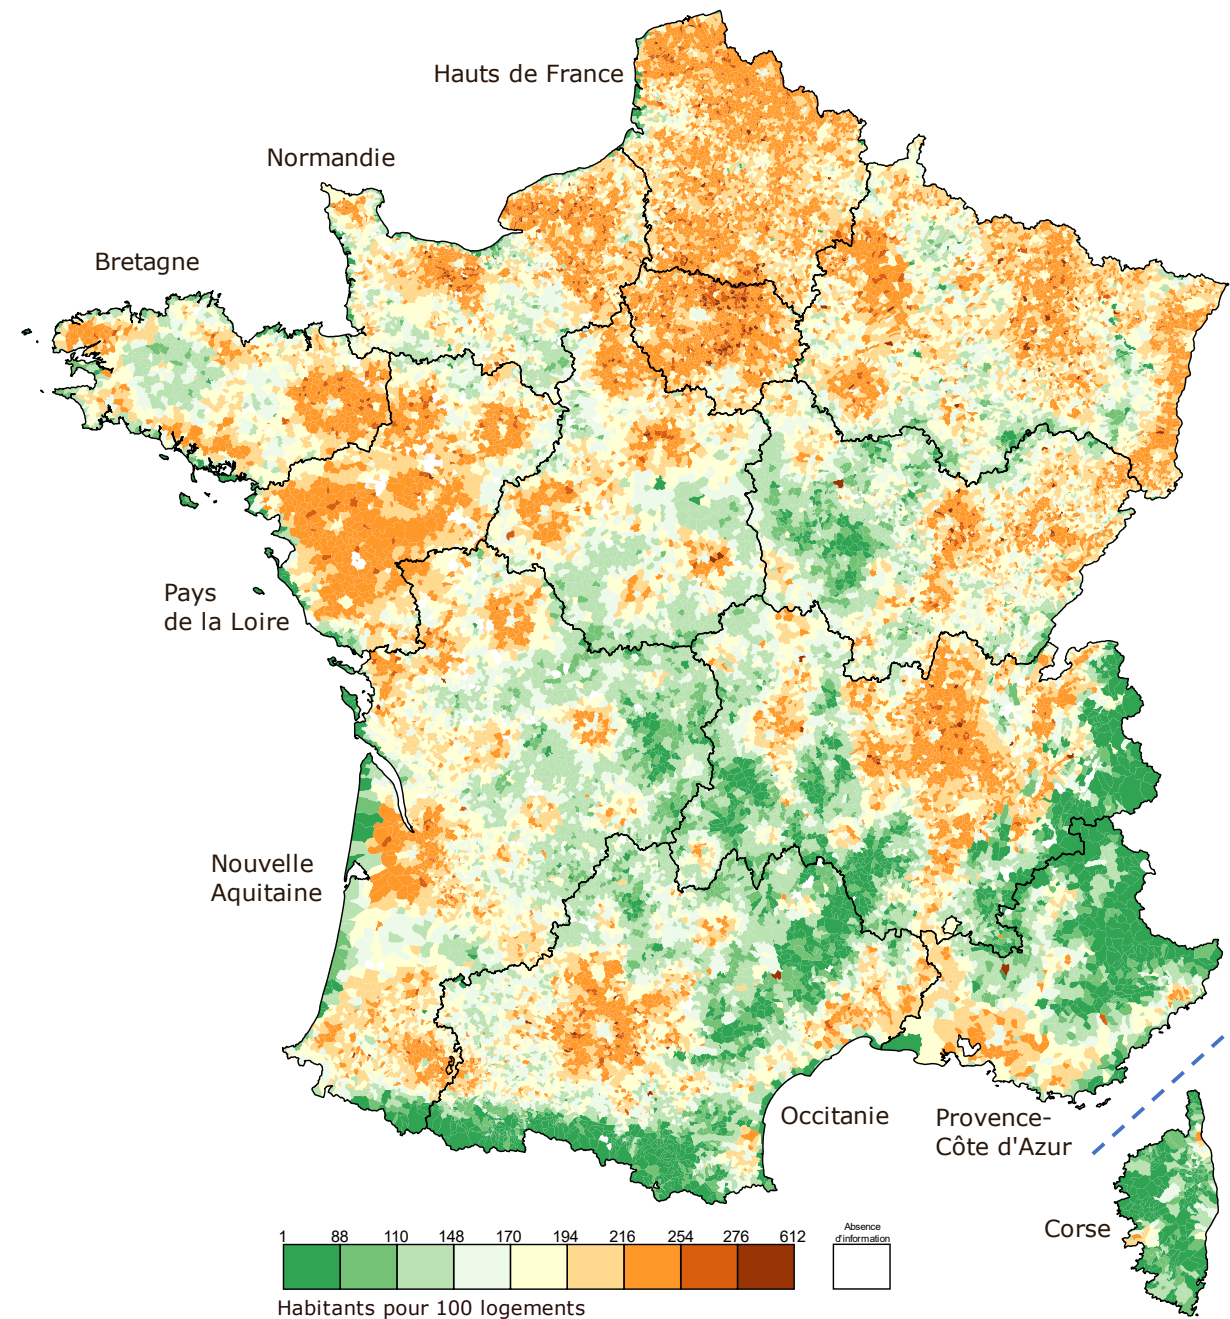 Hauts de France
Normandie
Bretagne
Pays
de la Loire
Nouvelle
Aquitaine
Occitanie
Provence-
Côte d'Azur
Corse
1 88 110 148 170 194 216 254 276 612
Absence
d'information
Habitants pour 100 logements